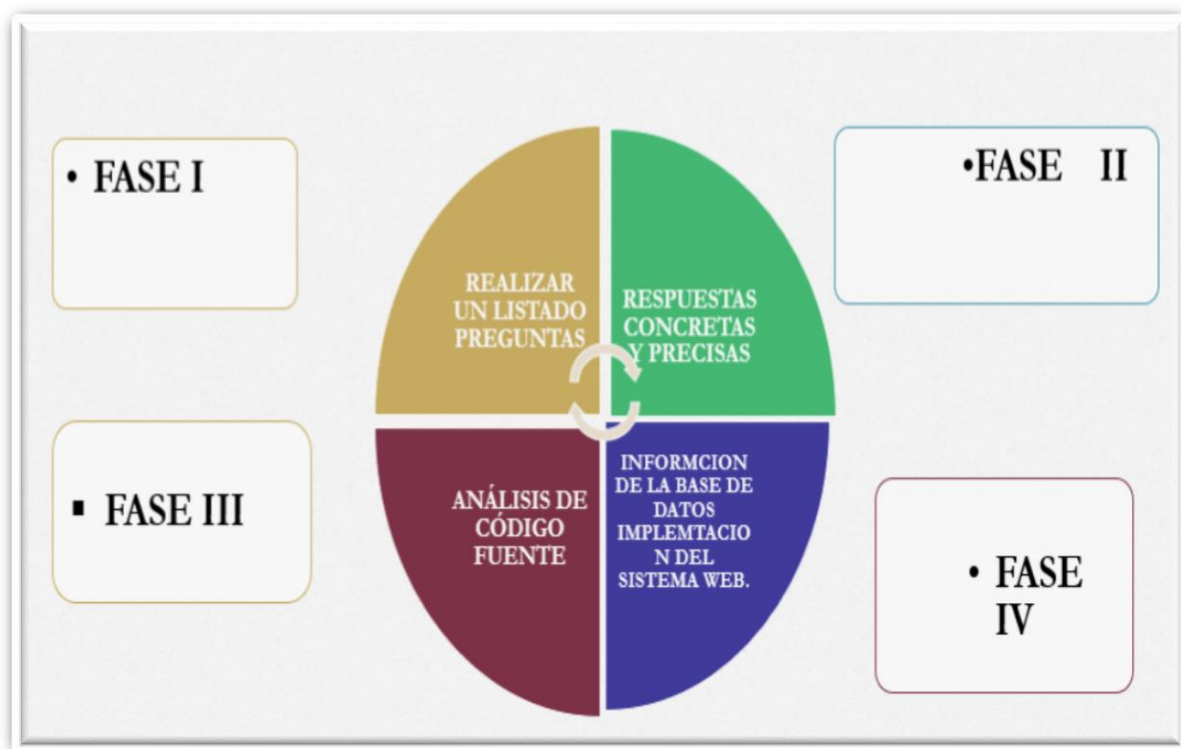 • FASE I
•FASE II
REALIZAR
UN LISTADO
PREGUNTAS
RESPUESTAS
CONCRETAS
Y PRECISAS
▪ FASE III
ANÁLISIS DE
CÓDIGO
FUENTE
INFORMCION
DE LA BASE DE
DATOS
IMPLEMTACIO
N DEL
SISTEMA WEB.
• FASE
IV